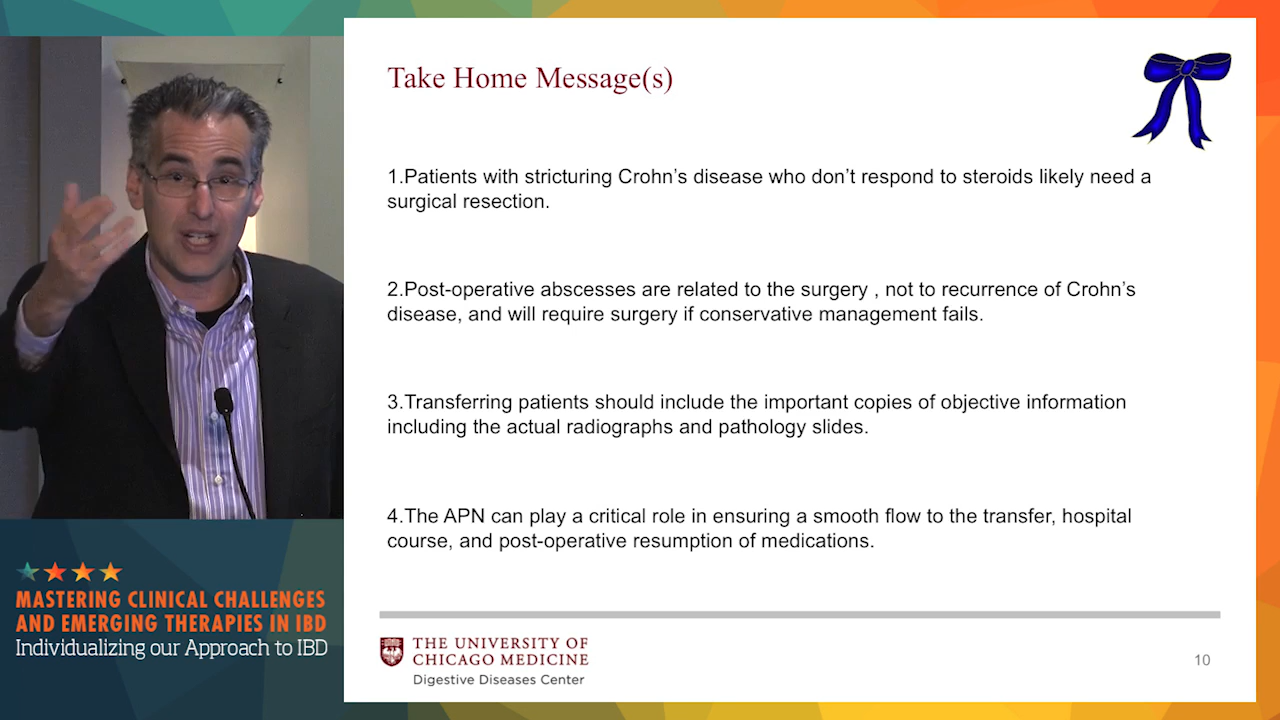 Take Home Message(s)
1.Patients with stricturing Crohn's disease who don't respond to steroids likely need a
surgical resection.
2.Post-operative abscesses are related to the surgery , not to recurrence of Crohn's
disease, and will require surgery if conservative management fails.
3.Transferring patients should include the important copies of objective information
including the actual radiographs and pathology slides.
4.The APN can play a critical role in ensuring a smooth flow to the transfer, hospital
course, and post-operative resumption of medications.
MASTERING CLINICAL CHALLENGES
AND EMERGING THERAPIES IN IBD
Individualizing our Approach to IBD
THE UNIVERSITY OF
CHICAGO MEDICINE
Digestive Diseases Center
10